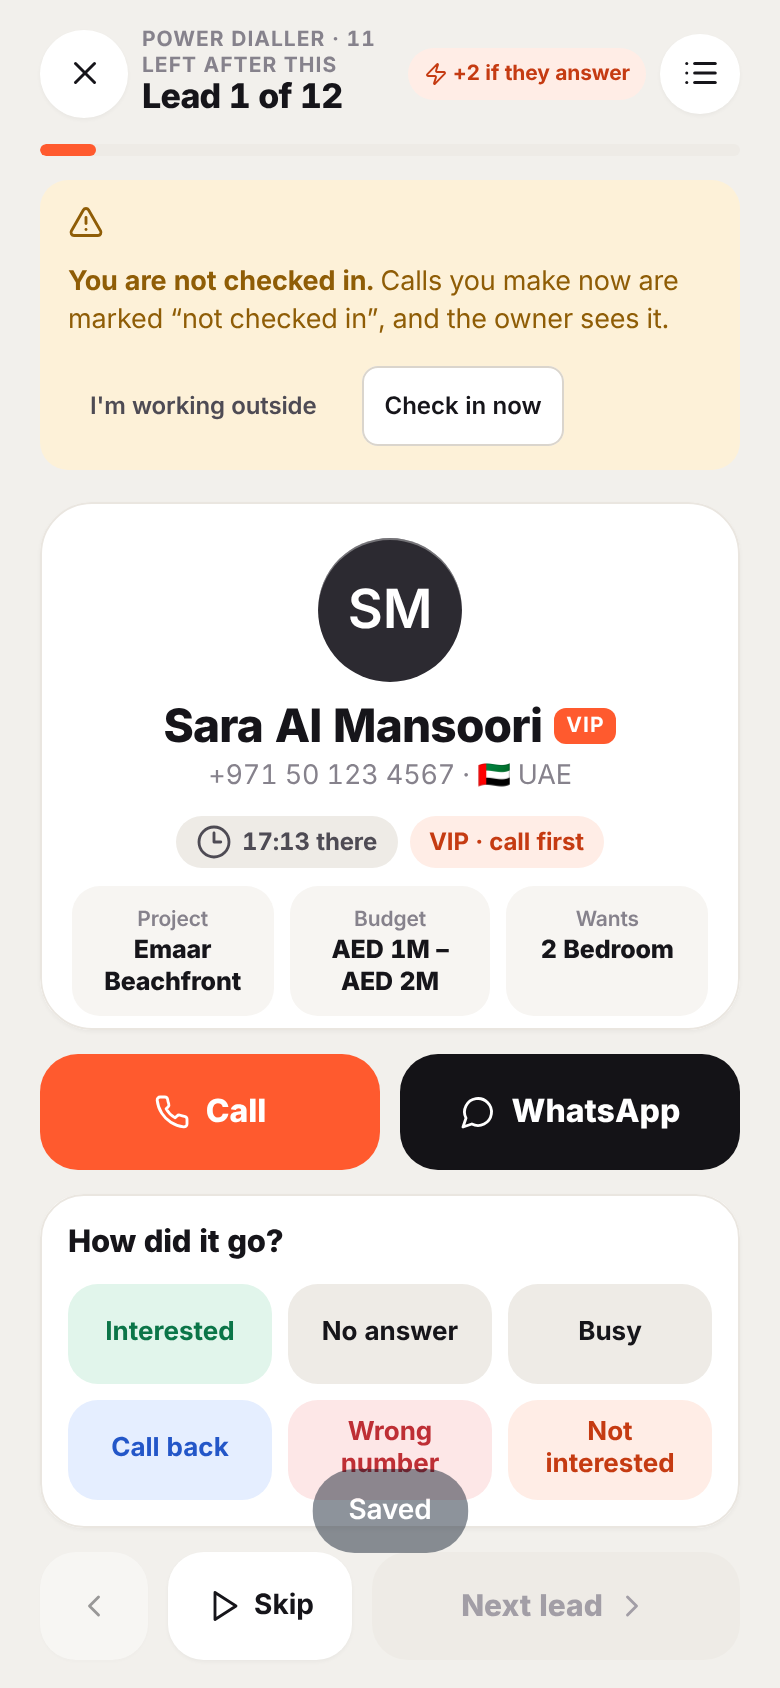 POWER DIALLER · 11
LEFT AFTER THIS
Lead 1 of 12
+2 if they answer
You are not checked in. Calls you make now are
marked “not checked in”, and the owner sees it.
I'm working outside
Check in now
SM
Sara Al Mansoori VIP
+971 50 123 4567 · 🇦🇪 UAE
17:13 there
VIP · call first
Project
Emaar
Beachfront
Budget
AED 1M –
AED 2M
Wants
2 Bedroom
Call
WhatsApp
How did it go?
Interested
No answer
Busy
Call back
Wrong
number
Not
interested
Saved
Skip
Next lead